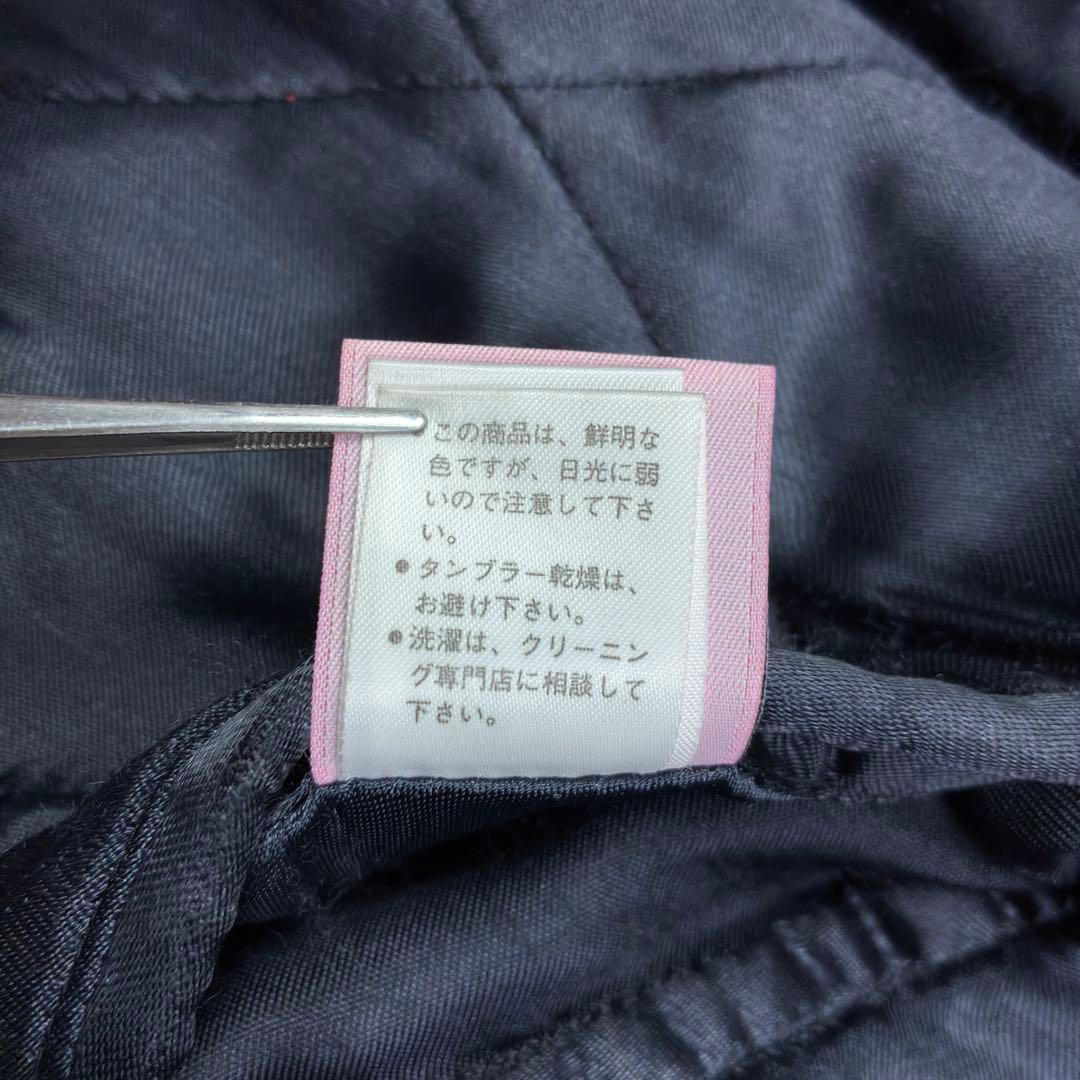 この商品は、鮮明な
色ですが、日光に弱
いので注意して下さ
い。
●タンブラー乾燥は、
お避け下さい。
●洗濯は、クリーニン
グ専門店に相談して
下さい。